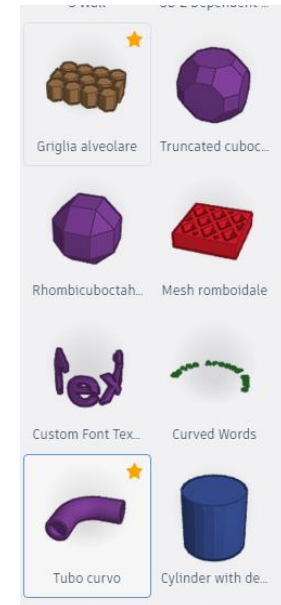 Griglia alveolare
Truncated cuboc...
Rhombicuboctah...
Mesh romboidale
Custom Font Tex...
Curved Words
Tubo curvo
Cylinder with de...